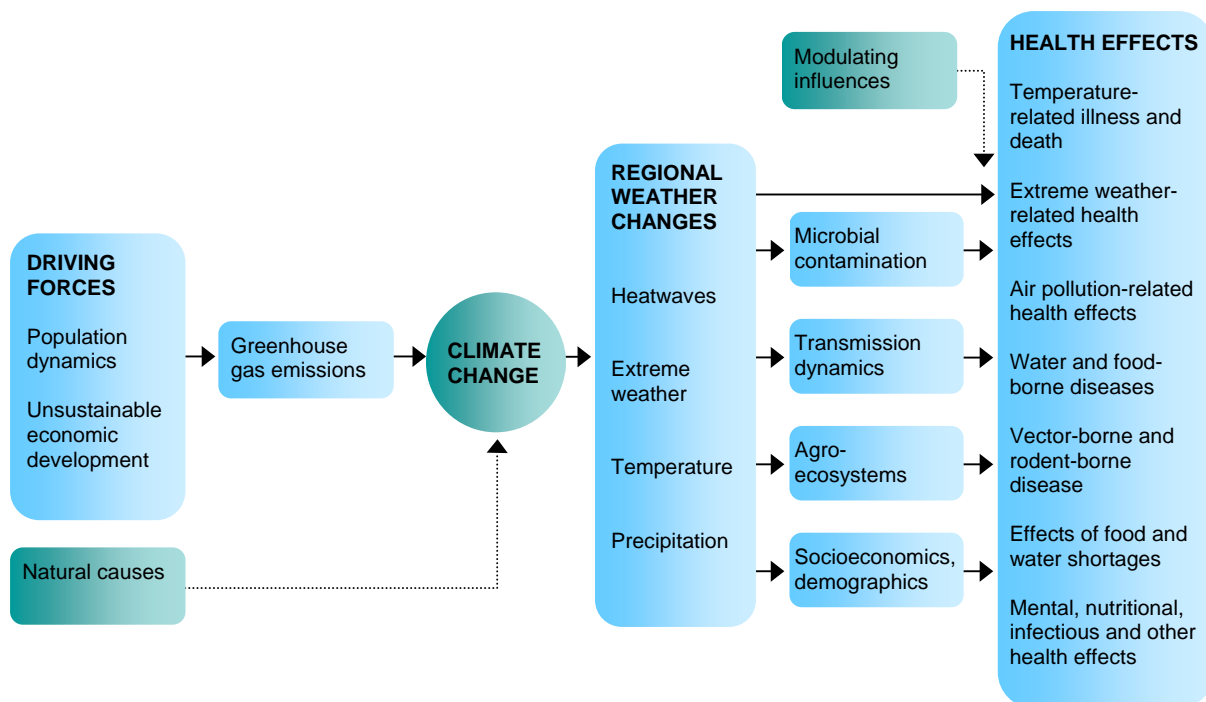 DRIVING
FORCES
Population
dynamics
Unsustainable
economic
development
Natural causes
Greenhouse
gas emissions
CLIMATE
CHANGE
REGIONAL
WEATHER
CHANGES
Heatwaves
Extreme
weather
Temperature
Precipitation
Modulating
influences
Microbial
contamination
Transmission
dynamics
Agro-
ecosystems
Socioeconomics,
demographics
HEALTH EFFECTS
Temperature-
related illness and
death
Extreme weather-
related health
effects
Air pollution-related
health effects
Water and food-
borne diseases
Vector-borne and
rodent-borne
disease
Effects of food and
water shortages
Mental, nutritional,
infectious and other
health effects